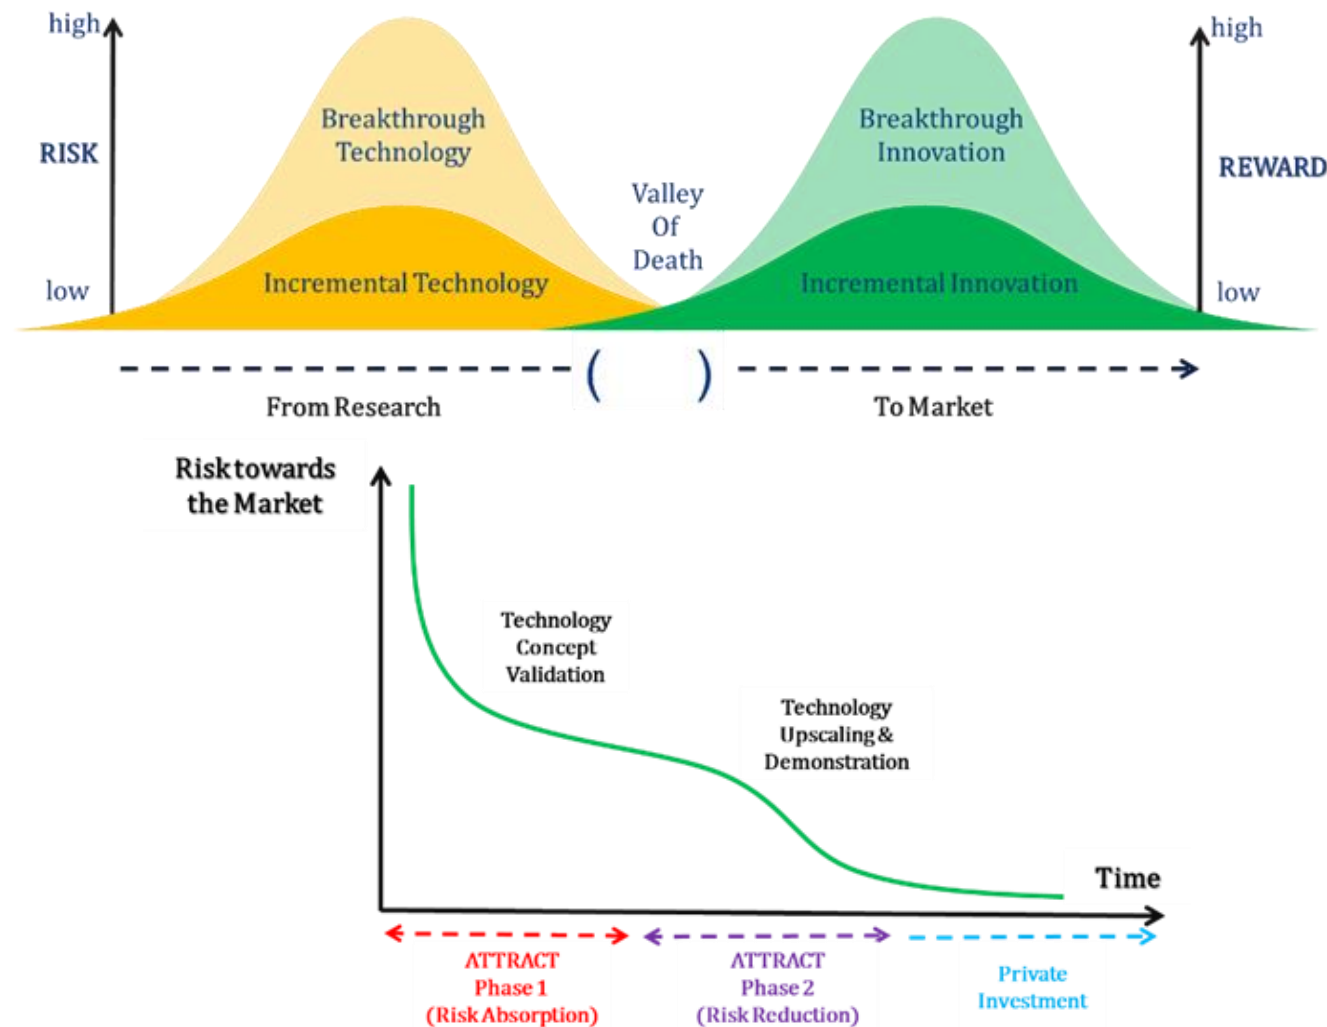 high
high
Breakthrough
Technology
Breakthrough
Innovation
RISK
REWARD
Valley
Of
Death
Incremental Technology
Incremental Innovation
low
low
( )
From Research
To Market
Risk towards
the Market
Technology
Concept
Validation
Technology
Upscaling &
Demonstration
Time
ATTRACT
Phase 1
(Risk Absorption)
ATTRACT
Phase 2
(Risk Reduction)
Private
Investment